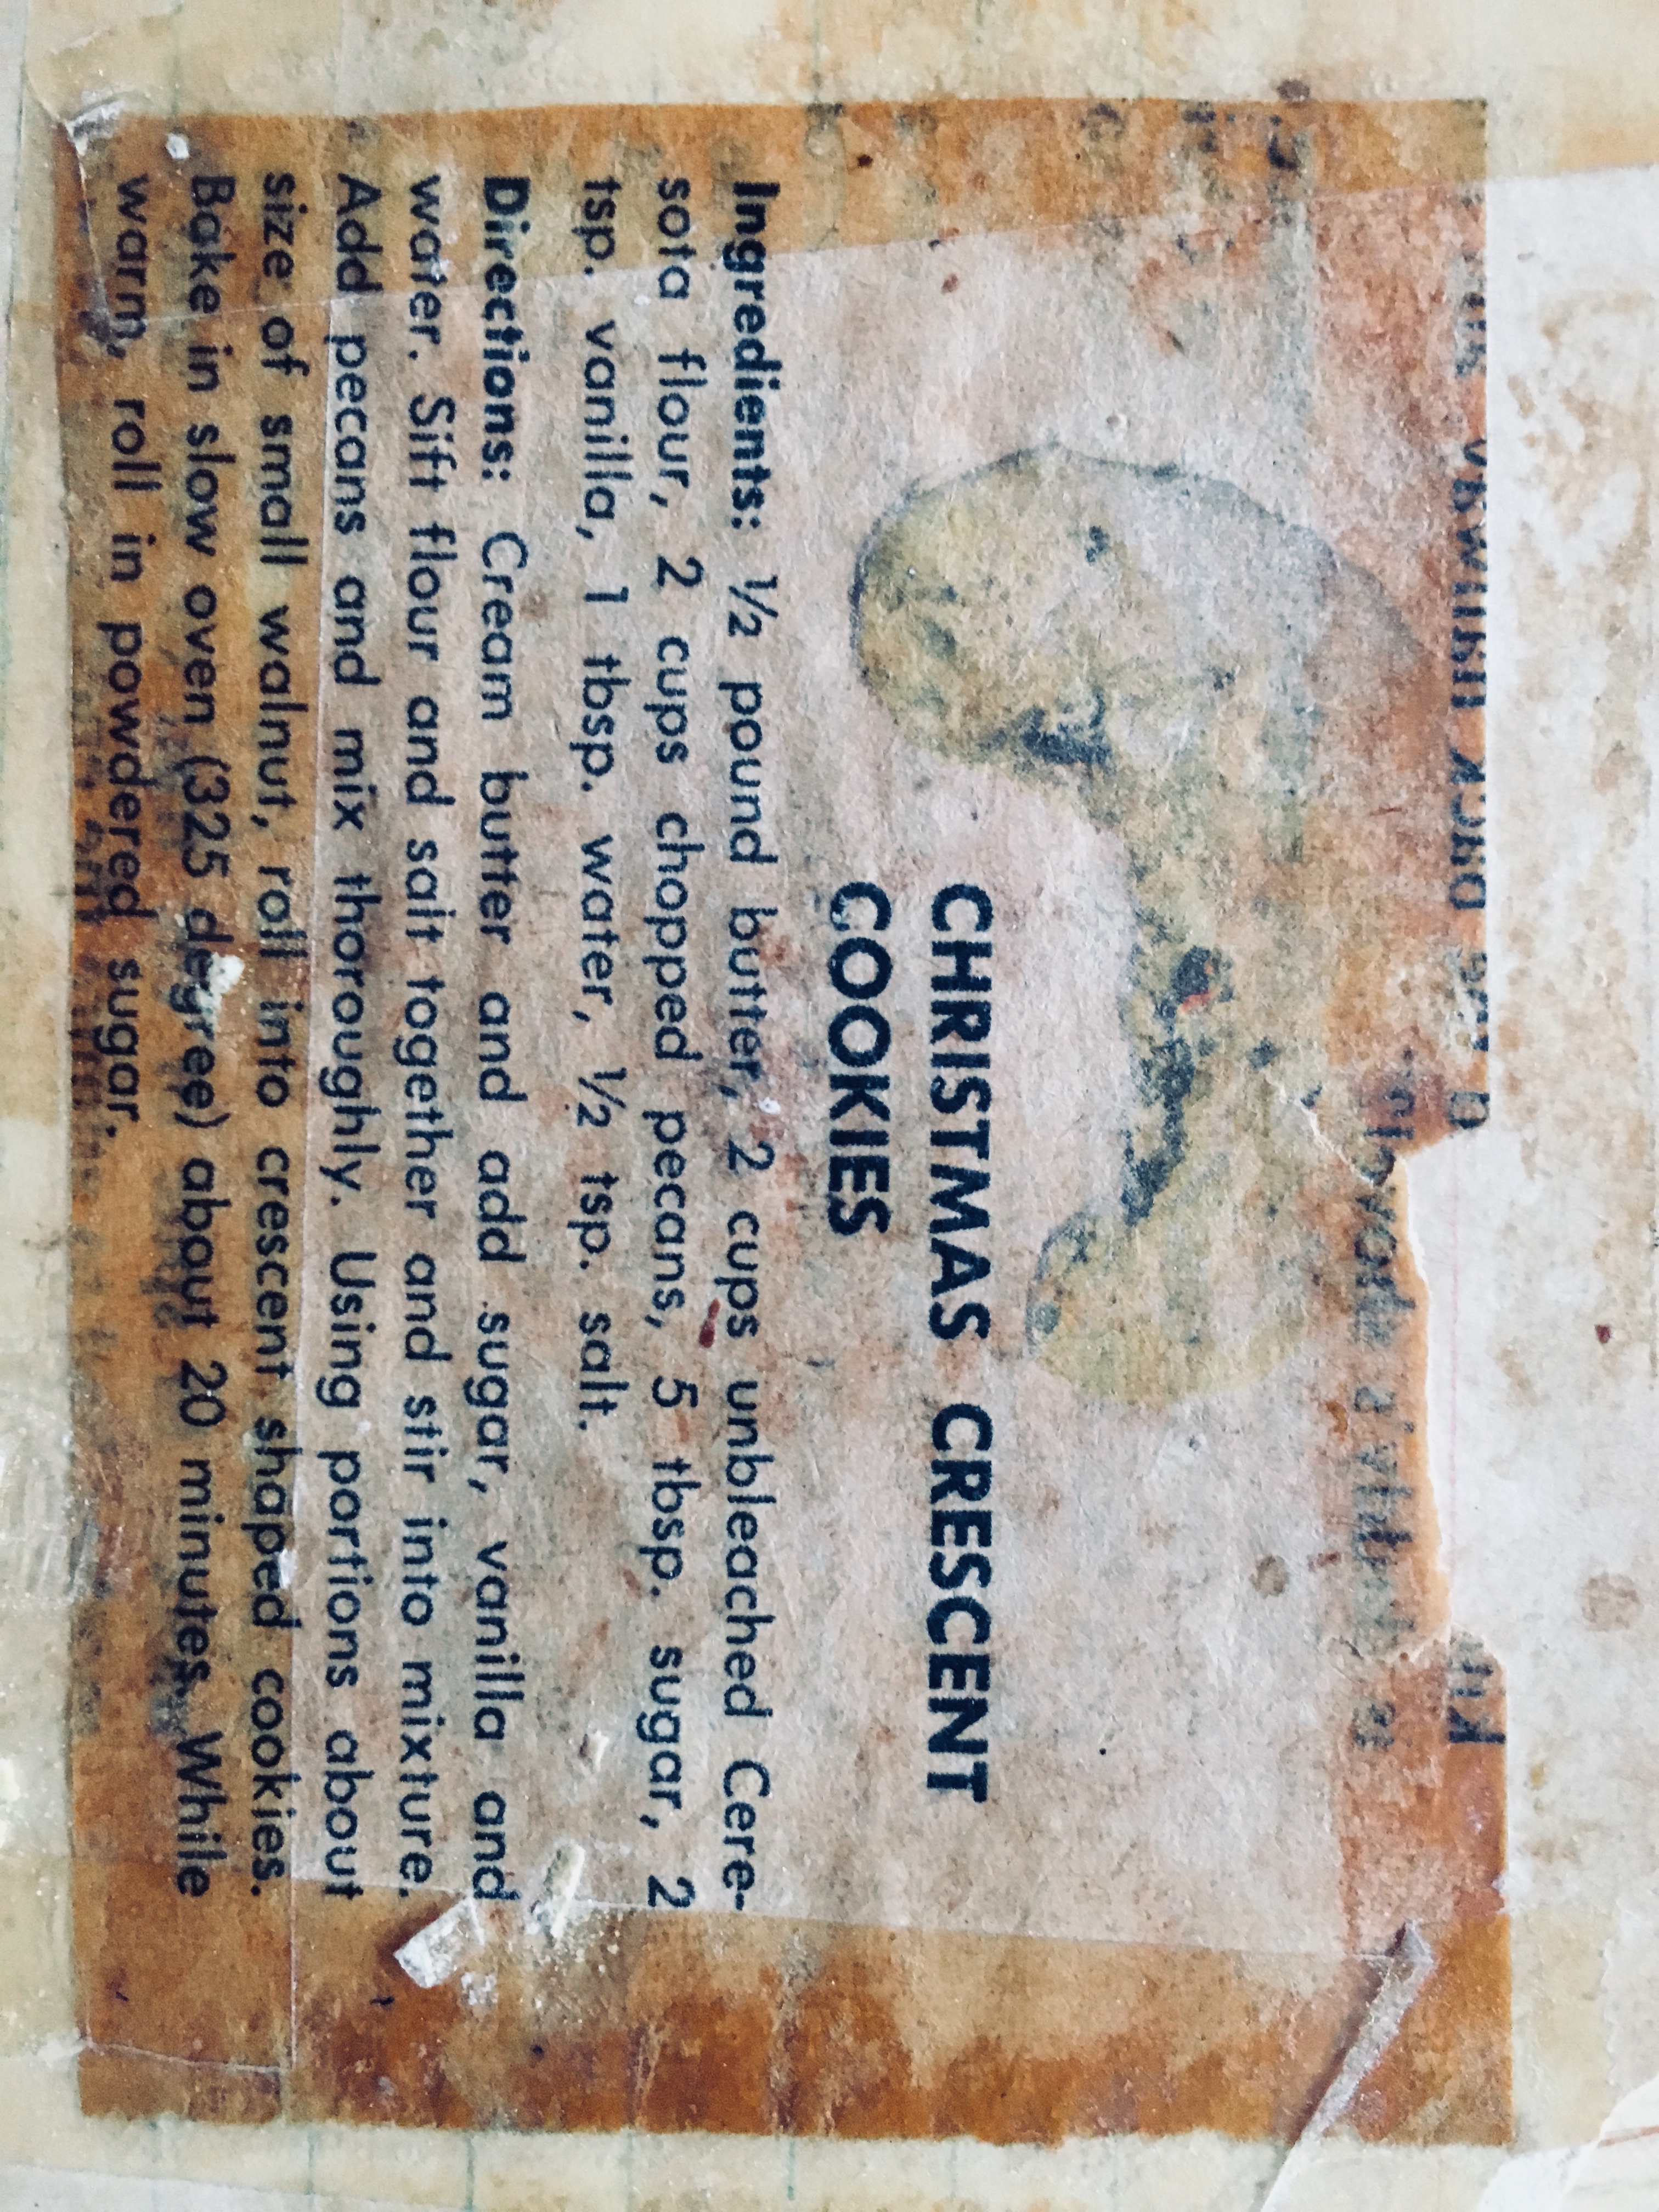 CHRISTMAS CRESCENT
COOKIES
Ingredients: ½ pound butter, 2 cups unbleached Cere-
sota flour, 2 cups chopped pecans, 5 tbsp. sugar, 2
tsp. vanilla, 1 tbsp. water, ½ tsp. salt.
Directions: Cream butter and add sugar, vanilla and
water. Sift flour and salt together and stir into mixture.
Add pecans and mix thoroughly. Using portions about
size of small walnut, roll into crescent shaped cookies.
Bake in slow oven (325 degree) about 20 minutes. While
warm, roll in powdered sugar.